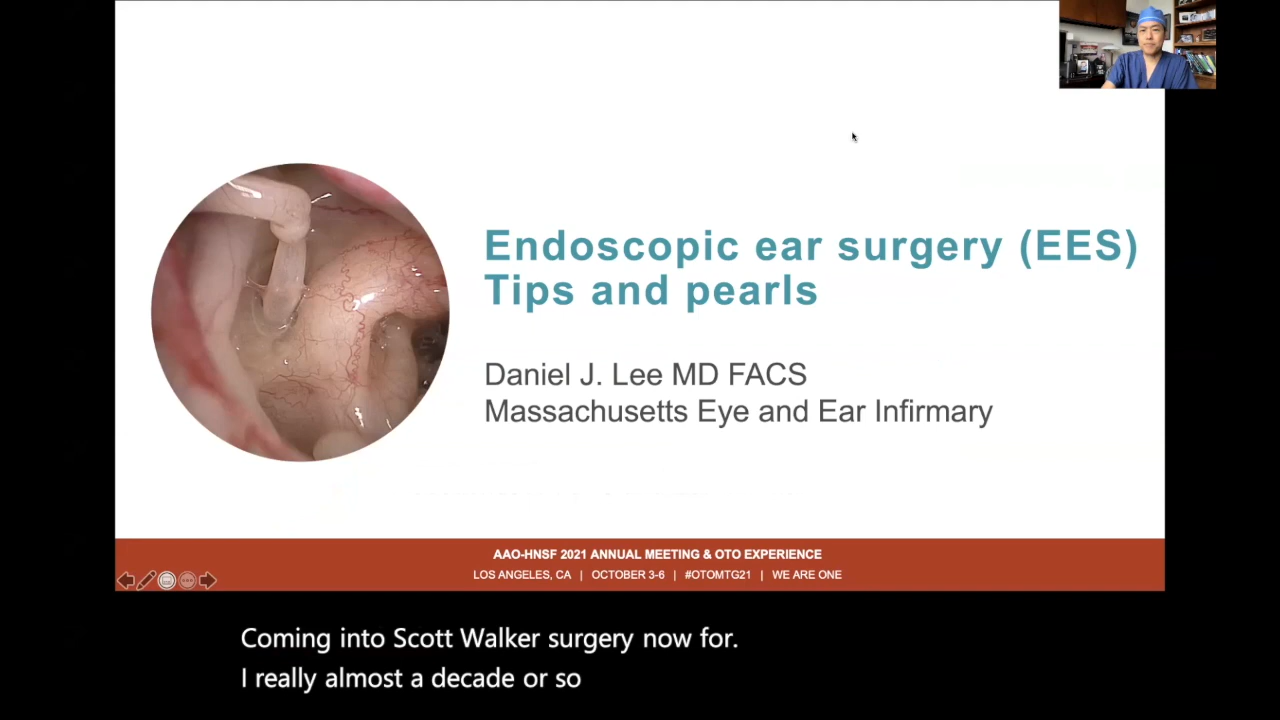 Endoscopic ear surgery (EES)
Tips and pearls
Daniel J. Lee MD FACS
Massachusetts Eye and Ear Infirmary
AAO-HNSF 2021 ANNUAL MEETING & OTO EXPERIENCE
LOS ANGELES, CA | OCTOBER 3-6 | #OTOMTG21 | WE ARE ONE
Coming into Scott Walker surgery now for.
I really almost a decade or so